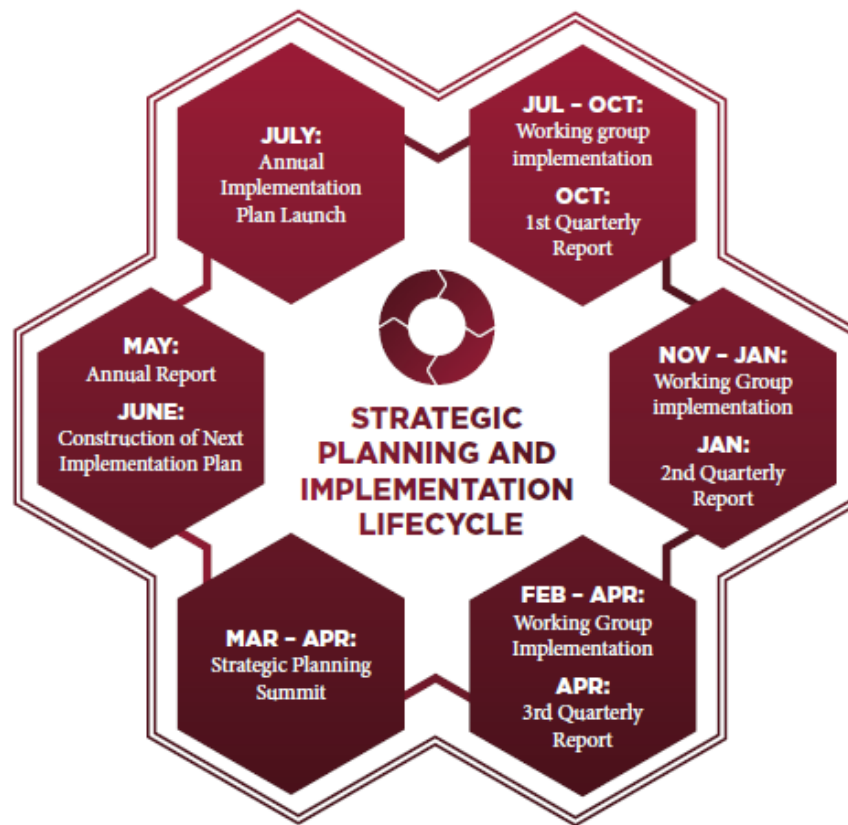 JULY:
Annual
Implementation
Plan Launch
JUL – OCT:
Working group
implementation
OCT:
1st Quarterly
Report
NOV – JAN:
Working Group
implementation
JAN:
2nd Quarterly
Report
FEB – APR:
Working Group
Implementation
APR:
3rd Quarterly
Report
MAR – APR:
Strategic Planning
Summit
MAY:
Annual Report
JUNE:
Construction of Next
Implementation Plan
STRATEGIC
PLANNING AND
IMPLEMENTATION
LIFECYCLE